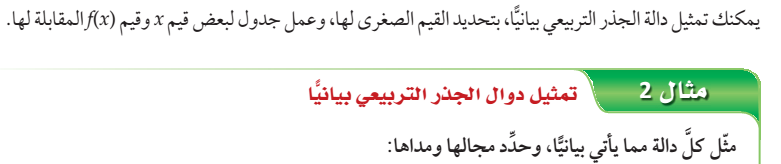 يمكنك تمثيل دالة الجذر التربيعي بيانيًّا، بتحديد القيم الصغرى لها، وعمل جدول لبعض قيم x وقيم f(x) المقابلة لها.
مثال 2 تمثيل دوال الجذر التربيعي بيانيًّا
مثّل كلَّ دالة مما يأتي بيانيًّا، وحدِّد مجالها ومداها: